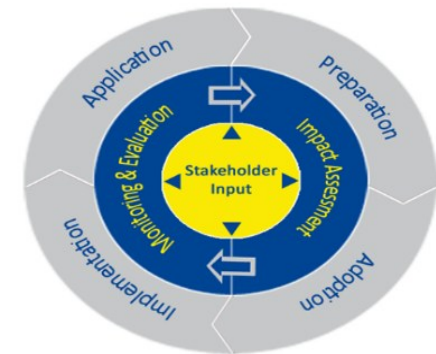 Application
Preparation
Monitoring & Evaluation
Impact Assessment
Stakeholder
Input
Implementation
Adoption